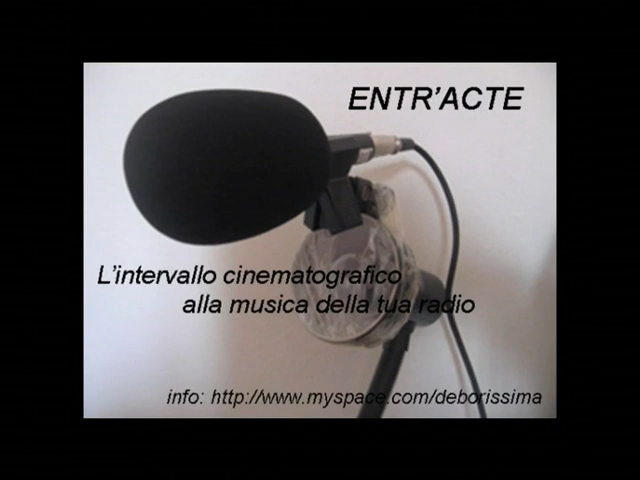 ENTR'ACTE
L'intervallo cinematografico
alla musica della tua radio
info: http://www.myspace.com/deborissima